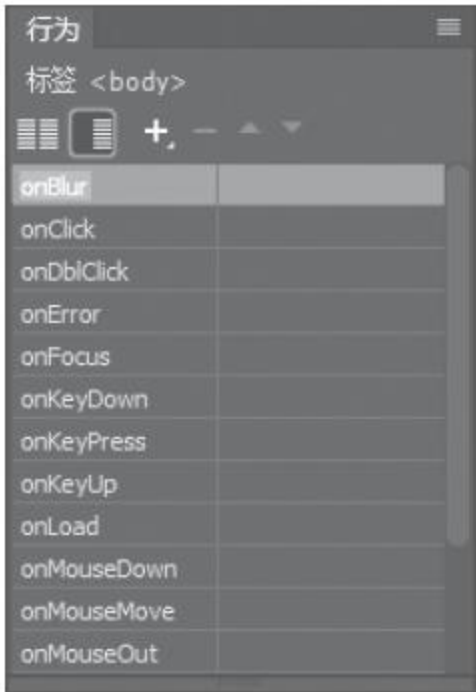 行为
标签 <body>
onBlur
onClick
onDblClick
onError
onFocus
onKeyDown
onKeyPress
onKeyUp
onLoad
onMouseDown
onMouseMove
onMouseOut